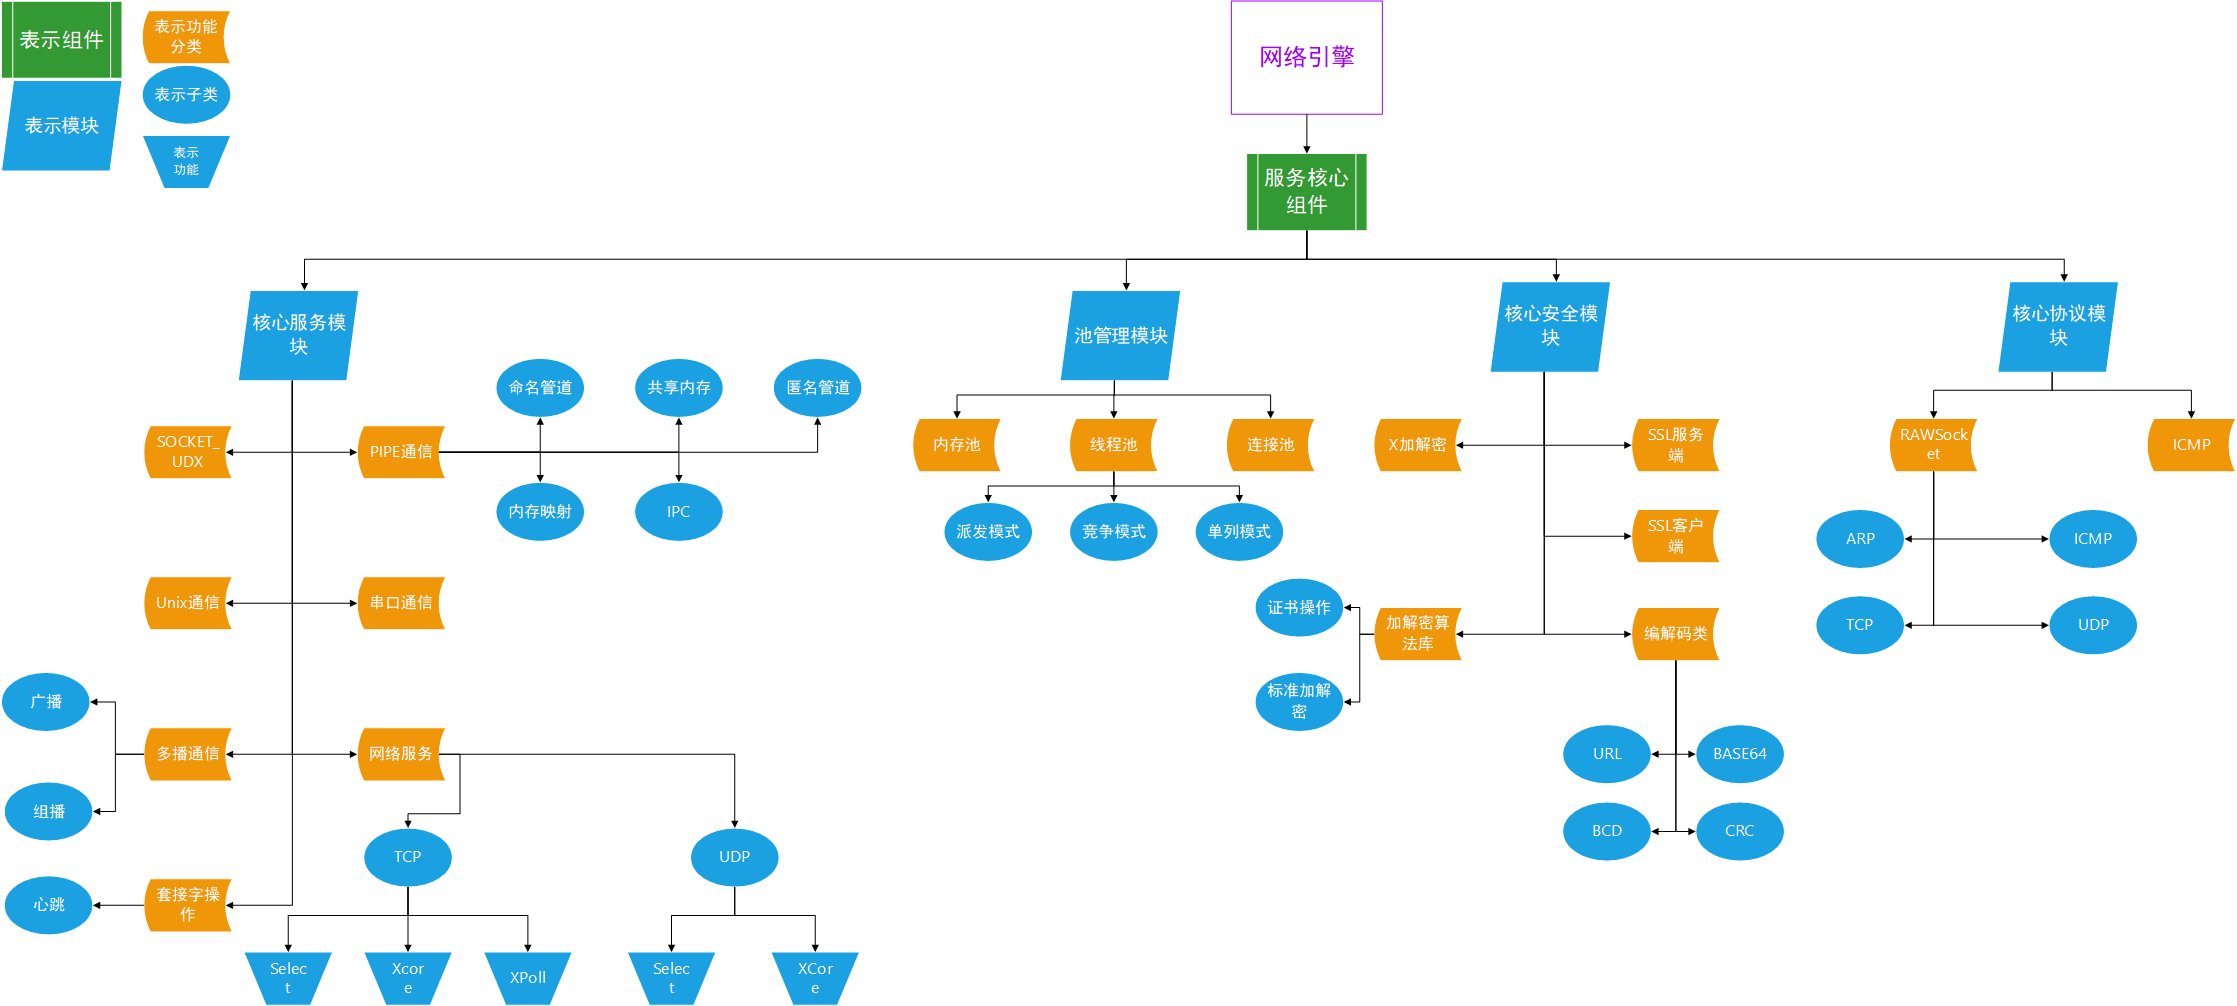 表示组件
表示功能
分类
表示子类
表示模块
表示
功能
网络引擎
服务核心
组件
核心服务模
块
池管理模块
核心安全模
块
核心协议模
块
命名管道
共享内存
匿名管道
SOCKET_
UDX
PIPE通信
内存映射
IPC
内存池
线程池
连接池
派发模式
竞争模式
单列模式
X加解密
SSL服务
端
SSL客户
端
RAWSock
et
ICMP
ARP
ICMP
TCP
UDP
Unix通信
串口通信
证书操作
加解密算
法库
编解码类
标准加解
密
广播
多播通信
网络服务
组播
URL
BASE64
BCD
CRC
TCP
UDP
心跳
套接字操
作
Selec
t
Xcor
e
XPoll
Selec
t
XCor
e